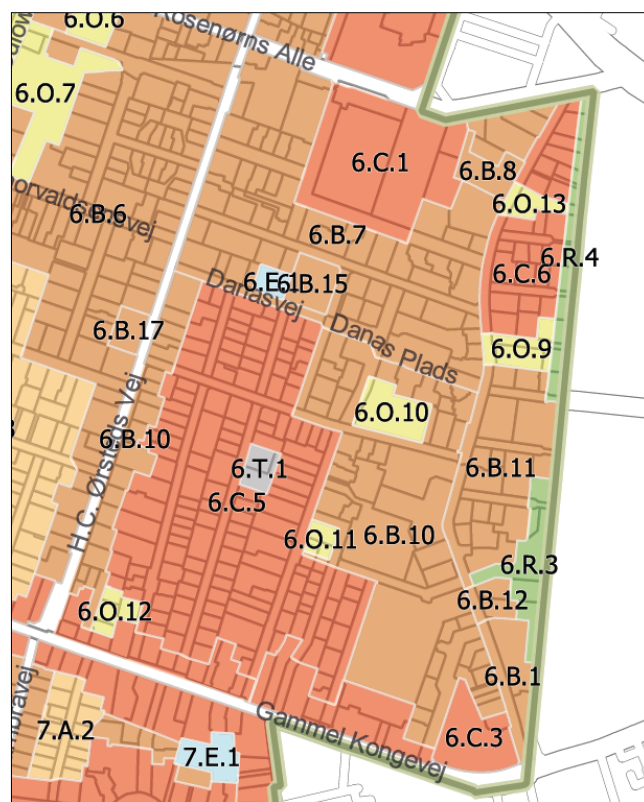 6.O.6
Rosenørns Alle
6.O.7
6.C.1
6.B.8
6.O.13
6.B.6
6.B.7
6.R.4
6.C.6
6.E.1
6.B.15
Danasvej
6.B.17
Danas Plads
6.O.9
6.O.10
H.C. Ørsteds Vej
6.B.10
6.B.11
6.T.1
6.C.5
6.O.11
6.B.10
6.R.3
6.O.12
6.B.12
6.B.1
7.A.2
Gammel Kongevej
6.C.3
7.E.1